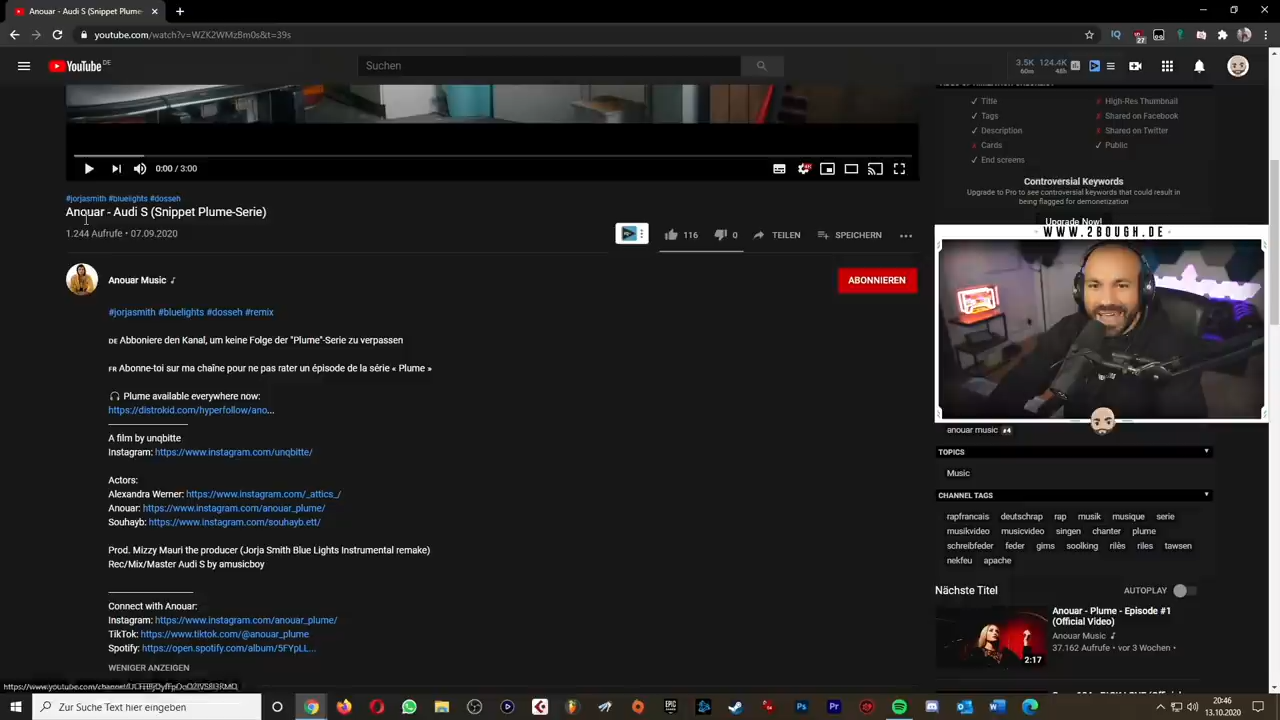 Anouar - Audi S (Snippet Plume-
youtube.com/watch?v=WZK2WMzBm0s&t=39s
YouTube DE
Suchen
3.5K 124.4K
60m 48h
Title
High-Res Thumbnail
Tags
Shared on Facebook
Description
Shared on Twitter
Cards
Public
End screens
Controversial Keywords
Upgrade to Pro to see controversial keywords that could result in
being flagged for demonetization
Upgrade Now!
0:00 / 3:00
#jorjasmith #bluelights #dosseh
Anouar - Audi S (Snippet Plume-Serie)
1.244 Aufrufe • 07.09.2020
116
0
TEILEN
SPEICHERN
WWW.2BOUGH.DE
Anouar Music
ABONNIEREN
#jorjasmith #bluelights #dosseh #remix
DE Abboniere den Kanal, um keine Folge der "Plume"-Serie zu verpassen
FR Abonne-toi sur ma chaîne pour ne pas rater un épisode de la série « Plume »
🎧 Plume available everywhere now:
https://distrokid.com/hyperfollow/ano...
A film by unqbitte
Instagram: https://www.instagram.com/unqbitte/
Actors:
Alexandra Werner: https://www.instagram.com/_attics_/
Anouar: https://www.instagram.com/anouar_plume/
Souhayb: https://www.instagram.com/souhayb.ett/
Prod. Mizzy Mauri the producer (Jorja Smith Blue Lights Instrumental remake)
Rec/Mix/Master Audi S by amusicboy
Connect with Anouar:
Instagram: https://www.instagram.com/anouar_plume/
TikTok: https://www.tiktok.com/@anouar_plume
Spotify: https://open.spotify.com/album/5FYpLL...
WENIGER ANZEIGEN
anouar music #4
TOPICS
Music
CHANNEL TAGS
rapfrancais deutschrap rap musik musique serie
musikvideo musicvideo singen chanter plume
schreibfeder feder gims soolking rilès riles tawsen
nekfeu apache
Nächste Titel
AUTOPLAY
Anouar - Plume - Episode #1
(Official Video)
Anouar Music
37.162 Aufrufe • vor 3 Wochen •
2:17
Zur Suche Text hier eingeben
20:46
13.10.2020